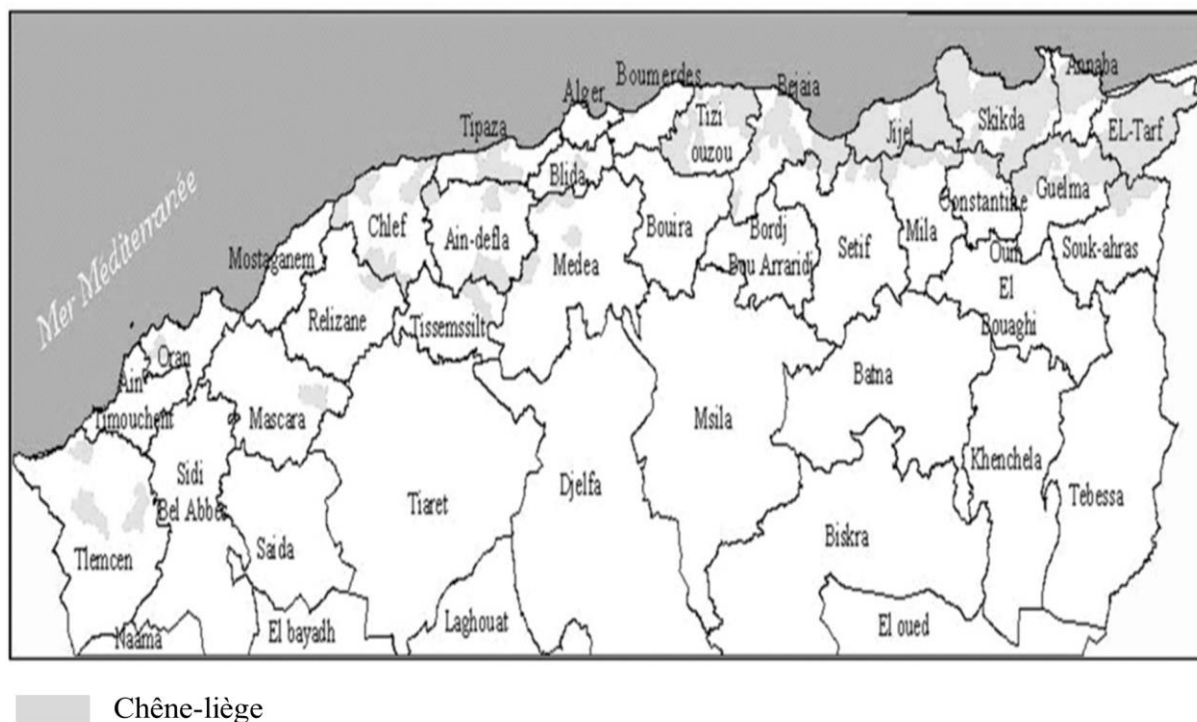 Mer Méditerranée
Annaba
Boumerdes
Bejaia
Alger
Tizi
ouzou
Skikda
Jijel
EL-Tarf
Tipaza
Blida
Guelma
Constantine
Chlef
Ain-defla
Bouira
Bordj
Bou Arraridj
Setif
Mila
Oum
El
Bouaghi
Souk-ahras
Mostaganem
Medea
Relizane
Tissemssilt
Oran
Ain
Timouchent
Mascara
Batna
Msila
Khenchela
Sidi
Bel Abbes
Tiaret
Djelfa
Tebessa
Tlemcen
Saida
Biskra
Naama
El bayadh
Laghouat
El oued
Chêne-liège